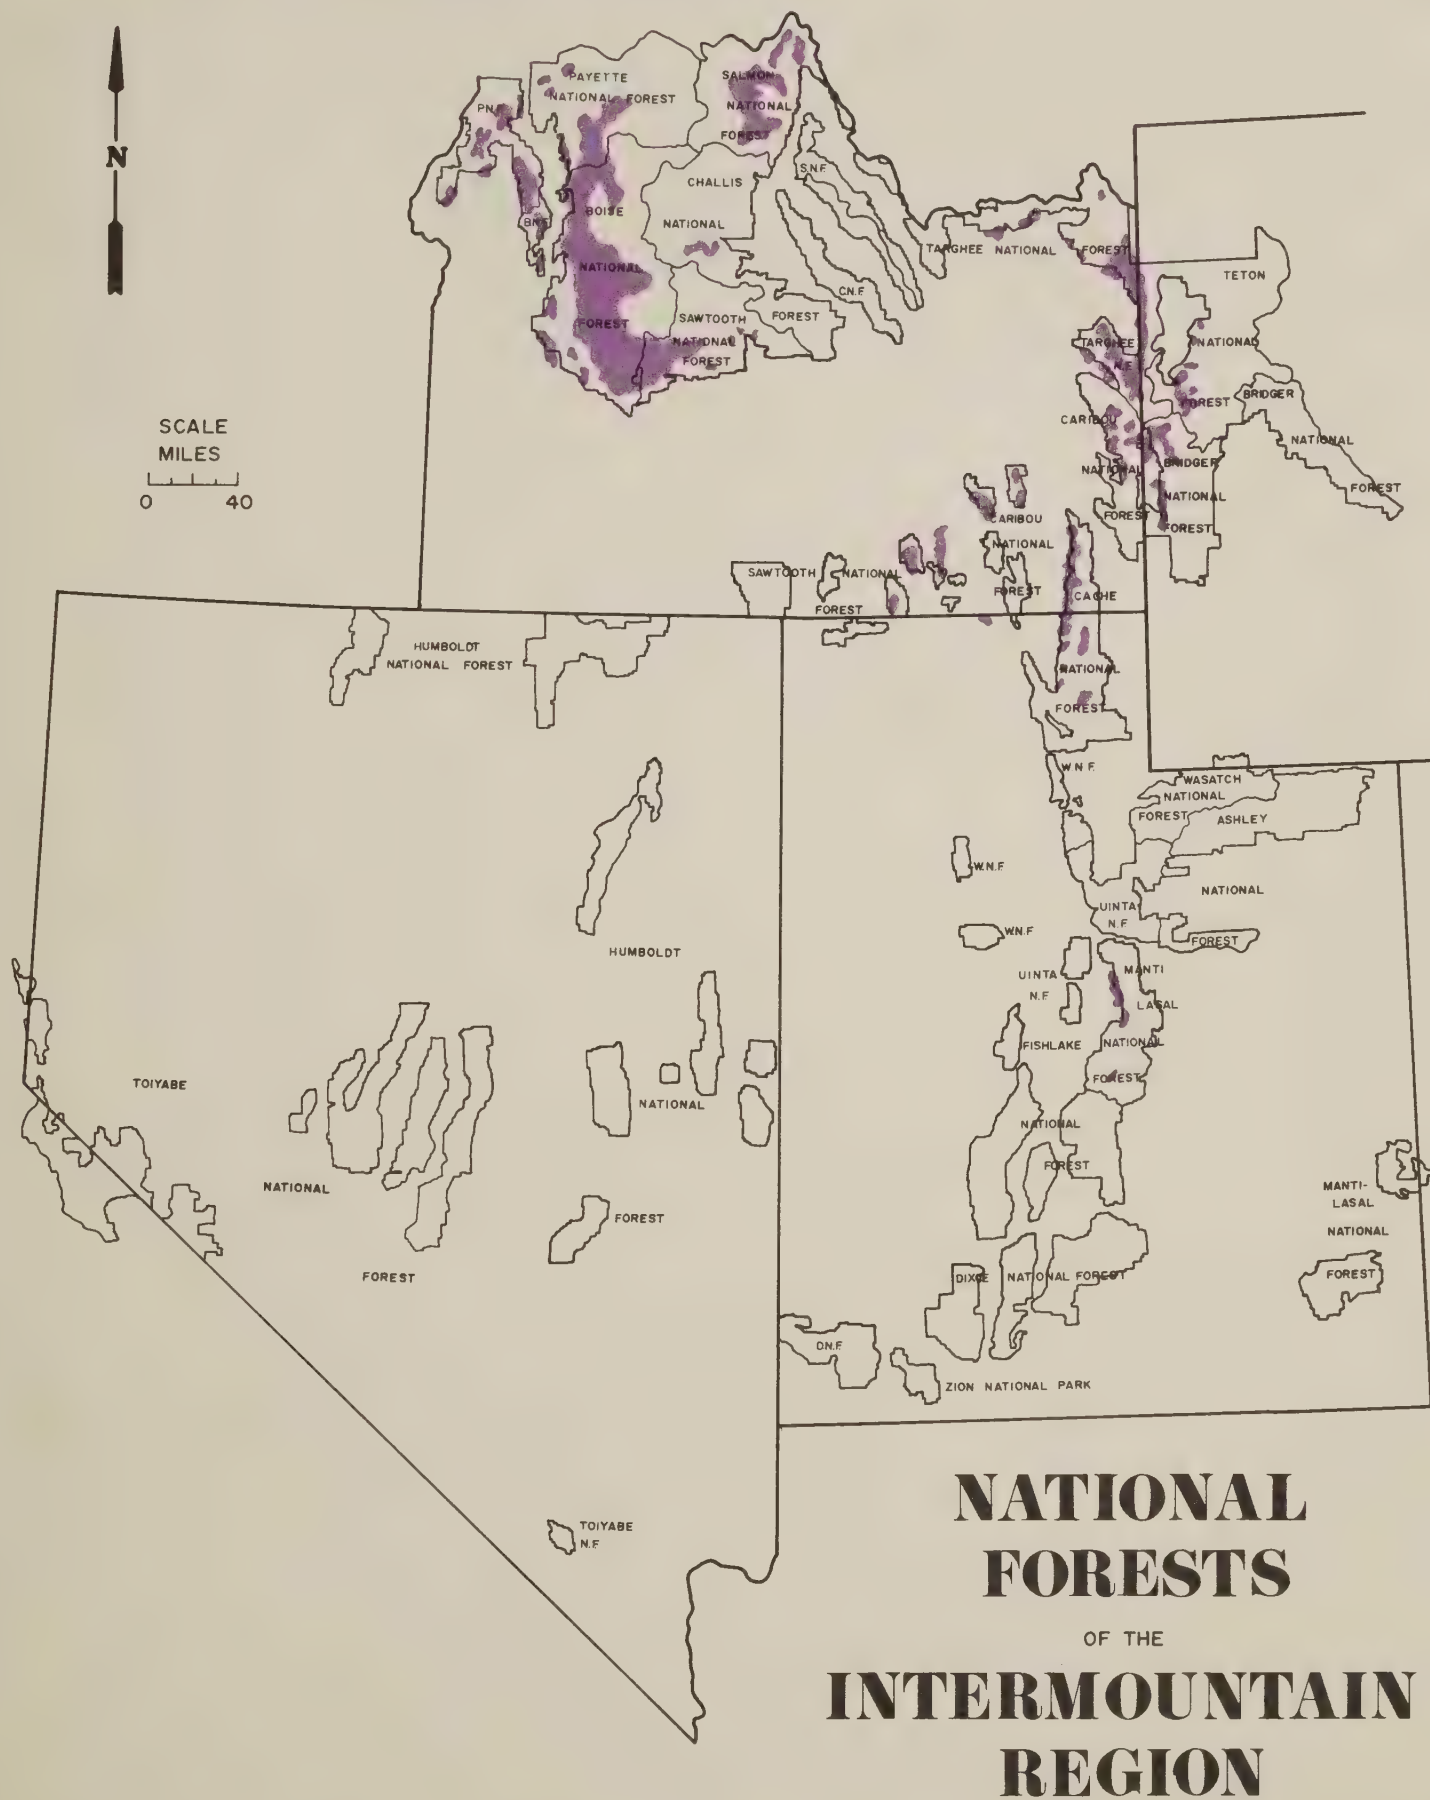 PAYETTE
NATIONAL FOREST
SALMON
NATIONAL
FOREST
P.N.F.
S.N.F.
CHALLIS
NATIONAL
BOISE
NATIONAL
FOREST
B.N.F.
C.N.F.
SAWTOOTH
NATIONAL
FOREST
FOREST
TARGHEE NATIONAL FOREST
TETON
NATIONAL
FOREST
TARGHEE
N.F.
BRIDGER
NATIONAL
FOREST
CARIBOU
NATIONAL
FOREST
BRIDGER
NATIONAL
FOREST
N
SCALE
MILES
0 40
CARIBOU
NATIONAL
FOREST
SAWTOOTH NATIONAL
FOREST
CACHE
NATIONAL
FOREST
HUMBOLDT
NATIONAL FOREST
W.N.F.
WASATCH
NATIONAL
FOREST
ASHLEY
NATIONAL
FOREST
W.N.F.
W.N.F.
UINTA
N.F.
UINTA
N.F.
MANTI
LASAL
NATIONAL
FOREST
HUMBOLDT
NATIONAL
FOREST
TOIYABE
NATIONAL
FOREST
FISHLAKE
NATIONAL
FOREST
MANTI-
LASAL
NATIONAL
FOREST
DIXIE NATIONAL FOREST
D.N.F.
ZION NATIONAL PARK
TOIYABE
N.F.
NATIONAL
FORESTS
OF THE
INTERMOUNTAIN
REGION